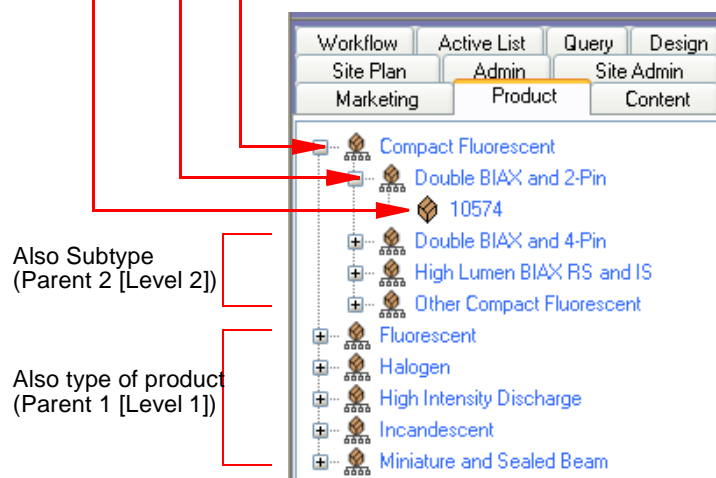 Workflow Active List Query Design
Site Plan Admin Site Admin
Marketing Product Content
Compact Fluorescent
Double BIAX and 2-Pin
10574
Double BIAX and 4-Pin
High Lumen BIAX RS and IS
Other Compact Fluorescent
Also Subtype
(Parent 2 [Level 2])
Fluorescent
Halogen
High Intensity Discharge
Incandescent
Miniature and Sealed Beam
Also type of product
(Parent 1 [Level 1])